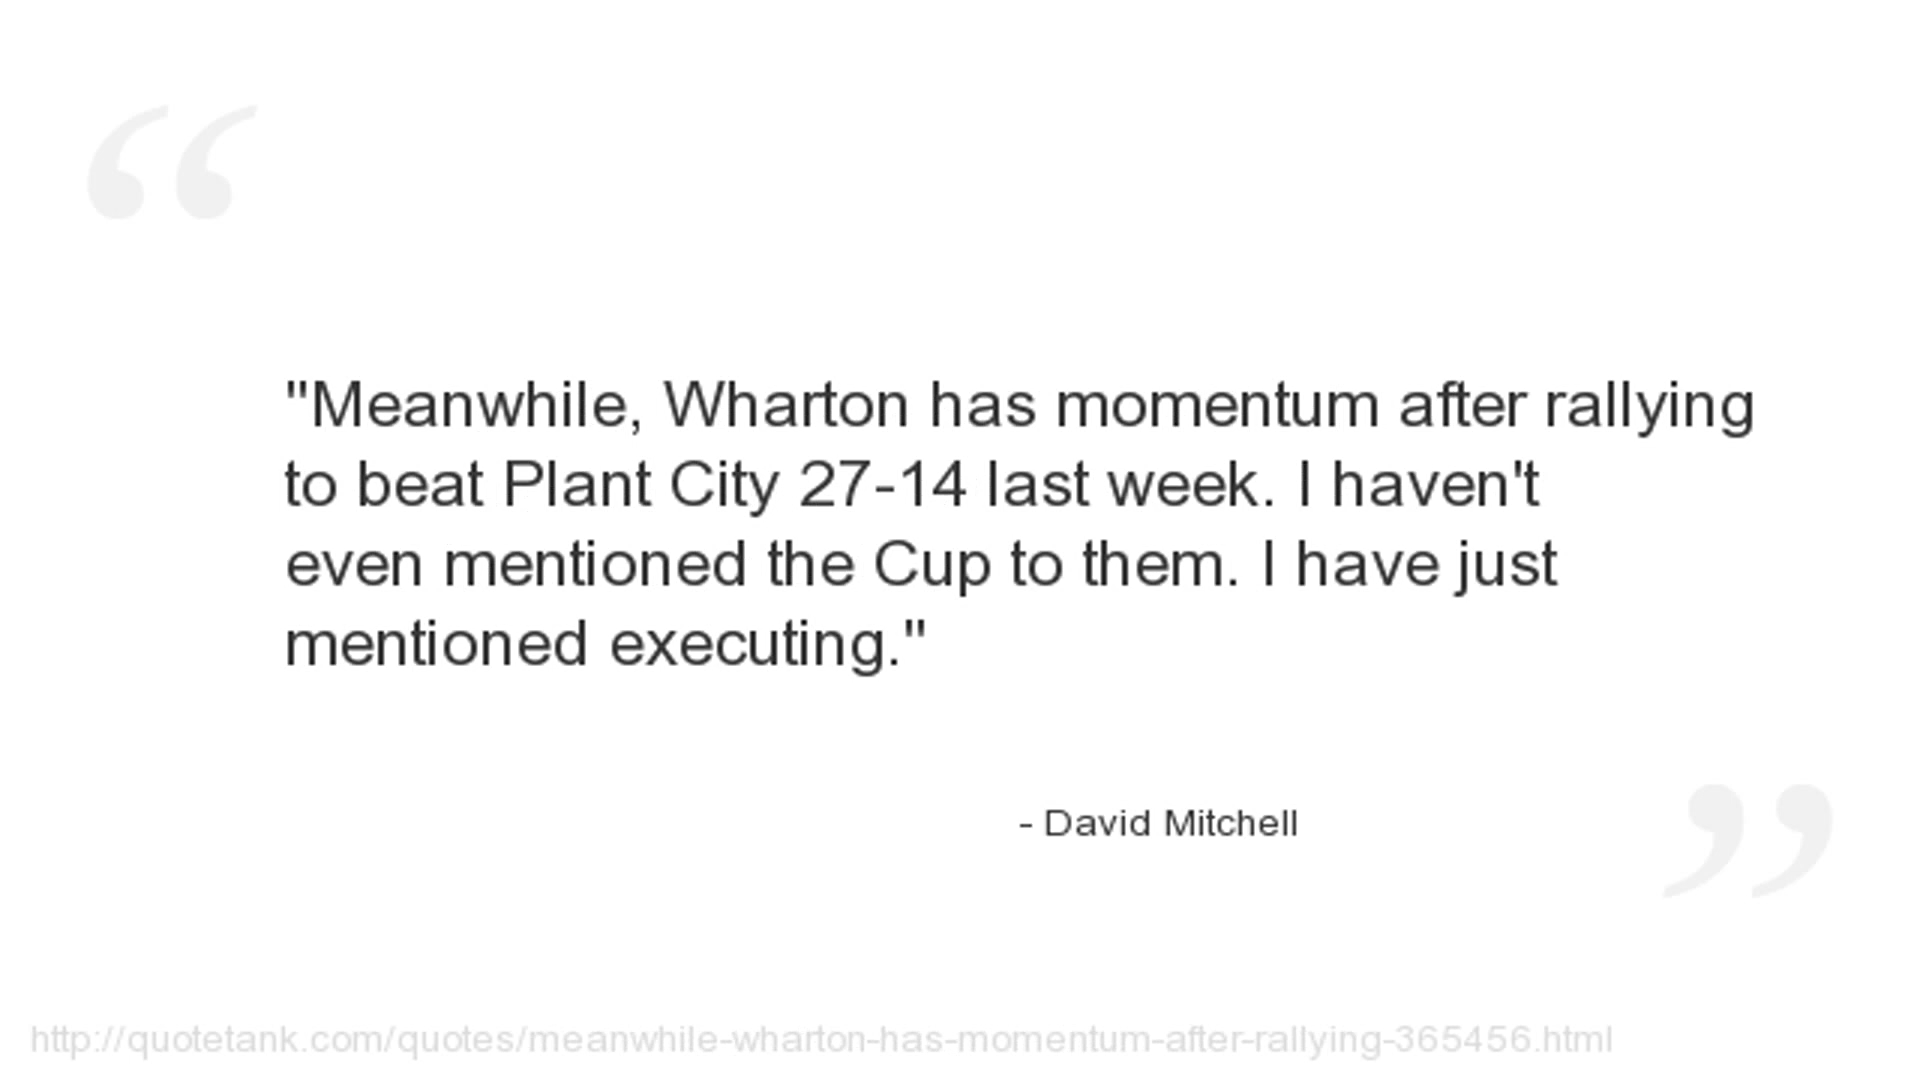 "Meanwhile, Wharton has momentum after rallying
to beat Plant City 27-14 last week. I haven't
even mentioned the Cup to them. I have just
mentioned executing."
- David Mitchell
http://quotetank.com/quotes/meanwhile-wharton-has-momentum-after-rallying-365456.html